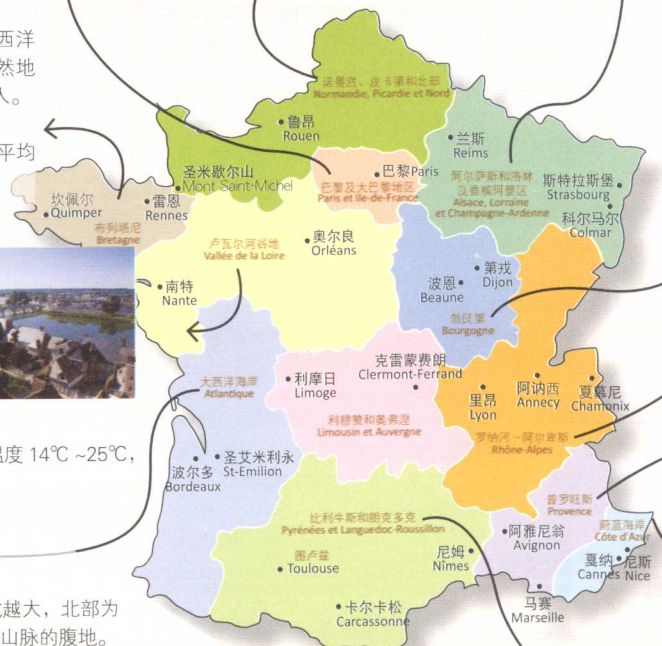 西洋
然地
人。
平均
诺曼底、皮卡第和北部
Normandie, Picardie et Nord
鲁昂
Rouen
兰斯
Reims
圣米歇尔山
Mont Saint-Michel
巴黎Paris
巴黎及大巴黎地区
Paris et Ile-de-France
阿尔萨斯和洛林
及香槟阿登区
Alsace, Lorraine
et Champagne-Ardenne
斯特拉斯堡
Strasbourg
科尔马尔
Colmar
坎佩尔
Quimper
雷恩
Rennes
布列塔尼
Bretagne
卢瓦尔河谷地
Vallée de la Loire
奥尔良
Orléans
南特
Nante
波恩
Beaune
第戎
Dijon
勃艮第
Bourgogne
大西洋海岸
Atlantique
利摩日
Limoge
克雷蒙费朗
Clermont-Ferrand
利穆赞和奥弗涅
Limousin et Auvergne
里昂
Lyon
阿讷西
Annecy
夏慕尼
Chamonix
罗纳河-阿尔卑斯
Rhône-Alpes
温度 14℃ ~25℃,
波尔多
Bordeaux
圣艾米利永
St-Emilion
比利牛斯和朗克多克
Pyrénées et Languedoc-Roussillon
图卢兹
Toulouse
尼姆
Nîmes
卡尔卡松
Carcassonne
普罗旺斯
Provence
阿雅尼翁
Avignon
蔚蓝海岸
Côte d'Azur
戛纳
Cannes
尼斯
Nice
马赛
Marseille
越大，北部为
山脉的腹地。